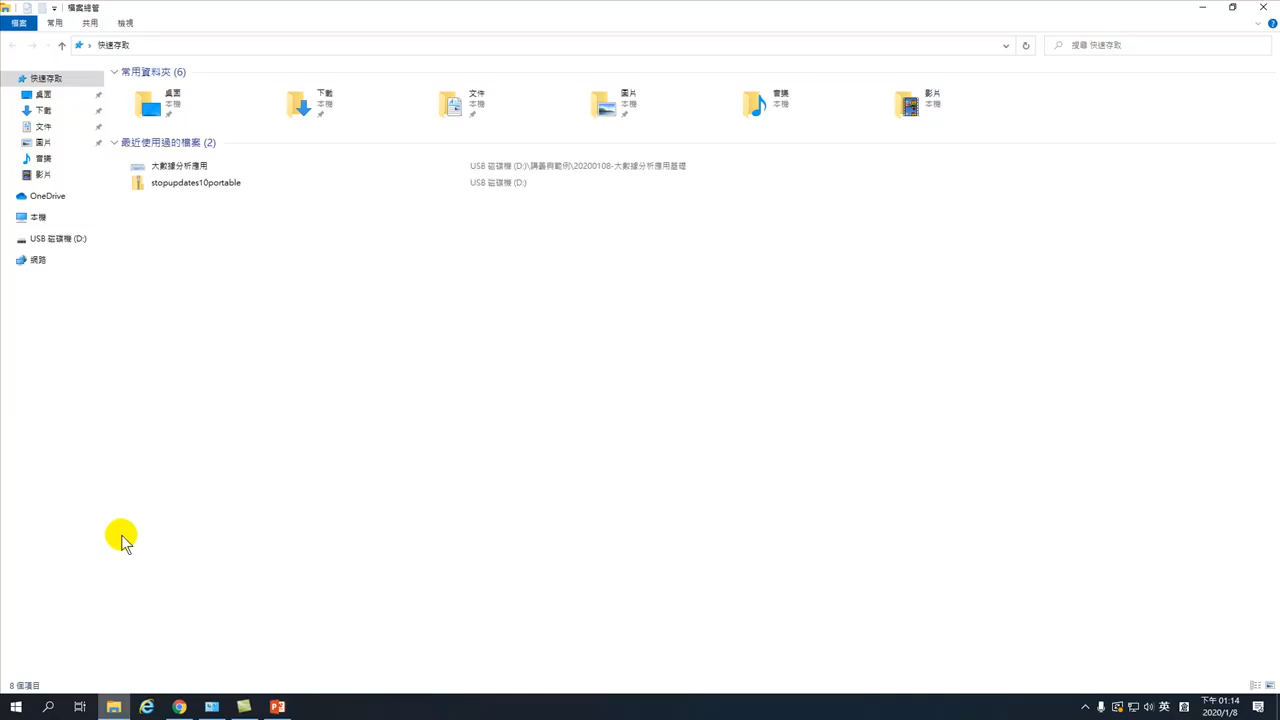 檔案總管
檔案 常用 共用 檢視
快速存取 搜尋 快速存取
快速存取
桌面
下載
文件
圖片
音樂
影片
OneDrive
本機
USB 磁碟機 (D:)
網路
常用資料夾 (6)
桌面
本機
下載
本機
文件
本機
圖片
本機
音樂
本機
影片
本機
最近使用過的檔案 (2)
大數據分析應用 USB 磁碟機 (D:)\講義與範例\20200108-大數據分析應用基礎
stopupdates10portable USB 磁碟機 (D:)
8 個項目
英
下午 01:14
2020/1/8